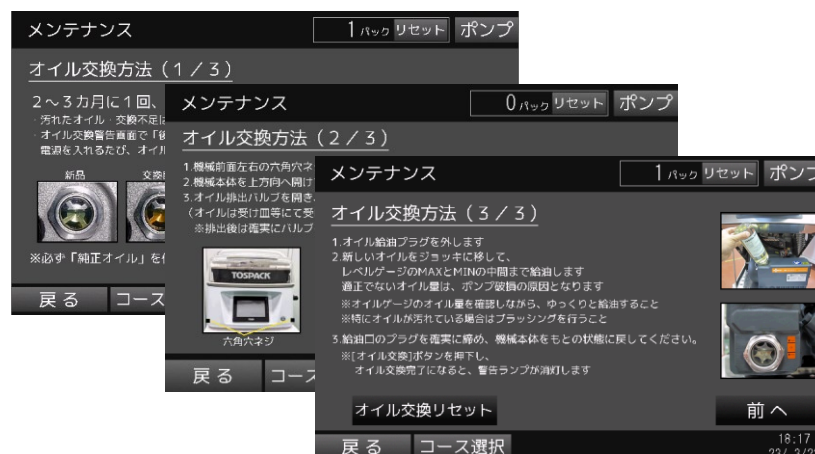 メンテナンス
1 パック リセット ポンプ
オイル交換方法（1／3）
2～3カ月に1回、
・汚れたオイル・交換不足は
・オイル交換警告画面で「後
電源を入れるたび、オイル
新品 交換
※必ず「純正オイル」を
戻る コース
メンテナンス
0 パック リセット ポンプ
オイル交換方法（2／3）
1.機械前面左右の六角穴ネ
2.機械本体を上方向へ開け
3.オイル排出バルブを開き、
（オイルは受け皿等にて受
※排出後は確実にバルブ
TOSPACK
六角穴ネジ
戻る コース
メンテナンス
1 パック リセット ポンプ
オイル交換方法（3／3）
1.オイル給油プラグを外します
2.新しいオイルをジョッキに移して、
レベルゲージのMAXとMINの中間まで給油します
適正でないオイル量は、ポンプ破損の原因となります
※オイルゲージのオイル量を確認しながら、ゆっくりと給油すること
※特にオイルが汚れている場合はフラッシングを行うこと
3.給油口のプラグを確実に締め、機械本体をもとの状態に戻してください。
※[オイル交換]ボタンを押下し、
オイル交換完了になると、警告ランプが消灯します
オイル交換リセット 前へ
戻る コース選択
18:17